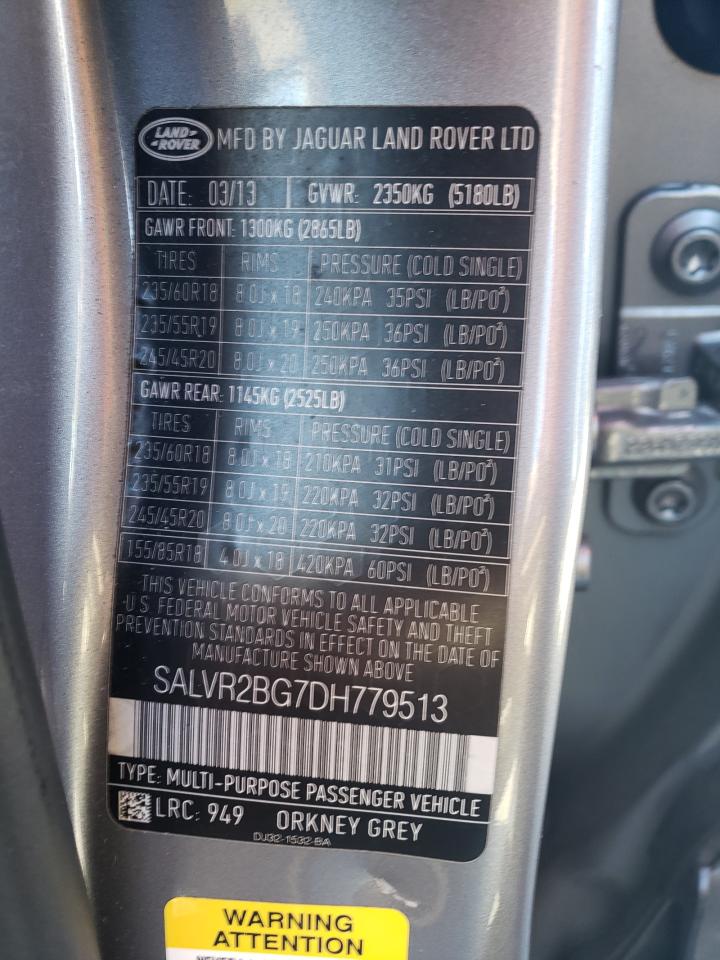 LAND ROVER MFD BY JAGUAR LAND ROVER LTD
DATE: 03/13 GVWR: 2350KG (5180LB)
GAWR FRONT: 1300KG (2865LB)
TIRES RIMS PRESSURE (COLD SINGLE)
235/60R18 8.0J x 18 240KPA 35PSI (LB/PO²)
235/55R19 8.0J x 19 250KPA 36PSI (LB/PO²)
245/45R20 8.0J x 20 250KPA 36PSI (LB/PO²)
GAWR REAR: 1145KG (2525LB)
TIRES RIMS PRESSURE (COLD SINGLE)
235/60R18 8.0J x 18 210KPA 31PSI (LB/PO²)
235/55R19 8.0J x 19 220KPA 32PSI (LB/PO²)
245/45R20 8.0J x 20 220KPA 32PSI (LB/PO²)
155/85R18 4.0J x 18 420KPA 60PSI (LB/PO²)
THIS VEHICLE CONFORMS TO ALL APPLICABLE
U.S. FEDERAL MOTOR VEHICLE SAFETY AND THEFT
PREVENTION STANDARDS IN EFFECT ON THE DATE OF
MANUFACTURE SHOWN ABOVE
SALVR2BG7DH779513
TYPE: MULTI-PURPOSE PASSENGER VEHICLE
LRC: 949 ORKNEY GREY
DU32-1532-BA
WARNING
ATTENTION